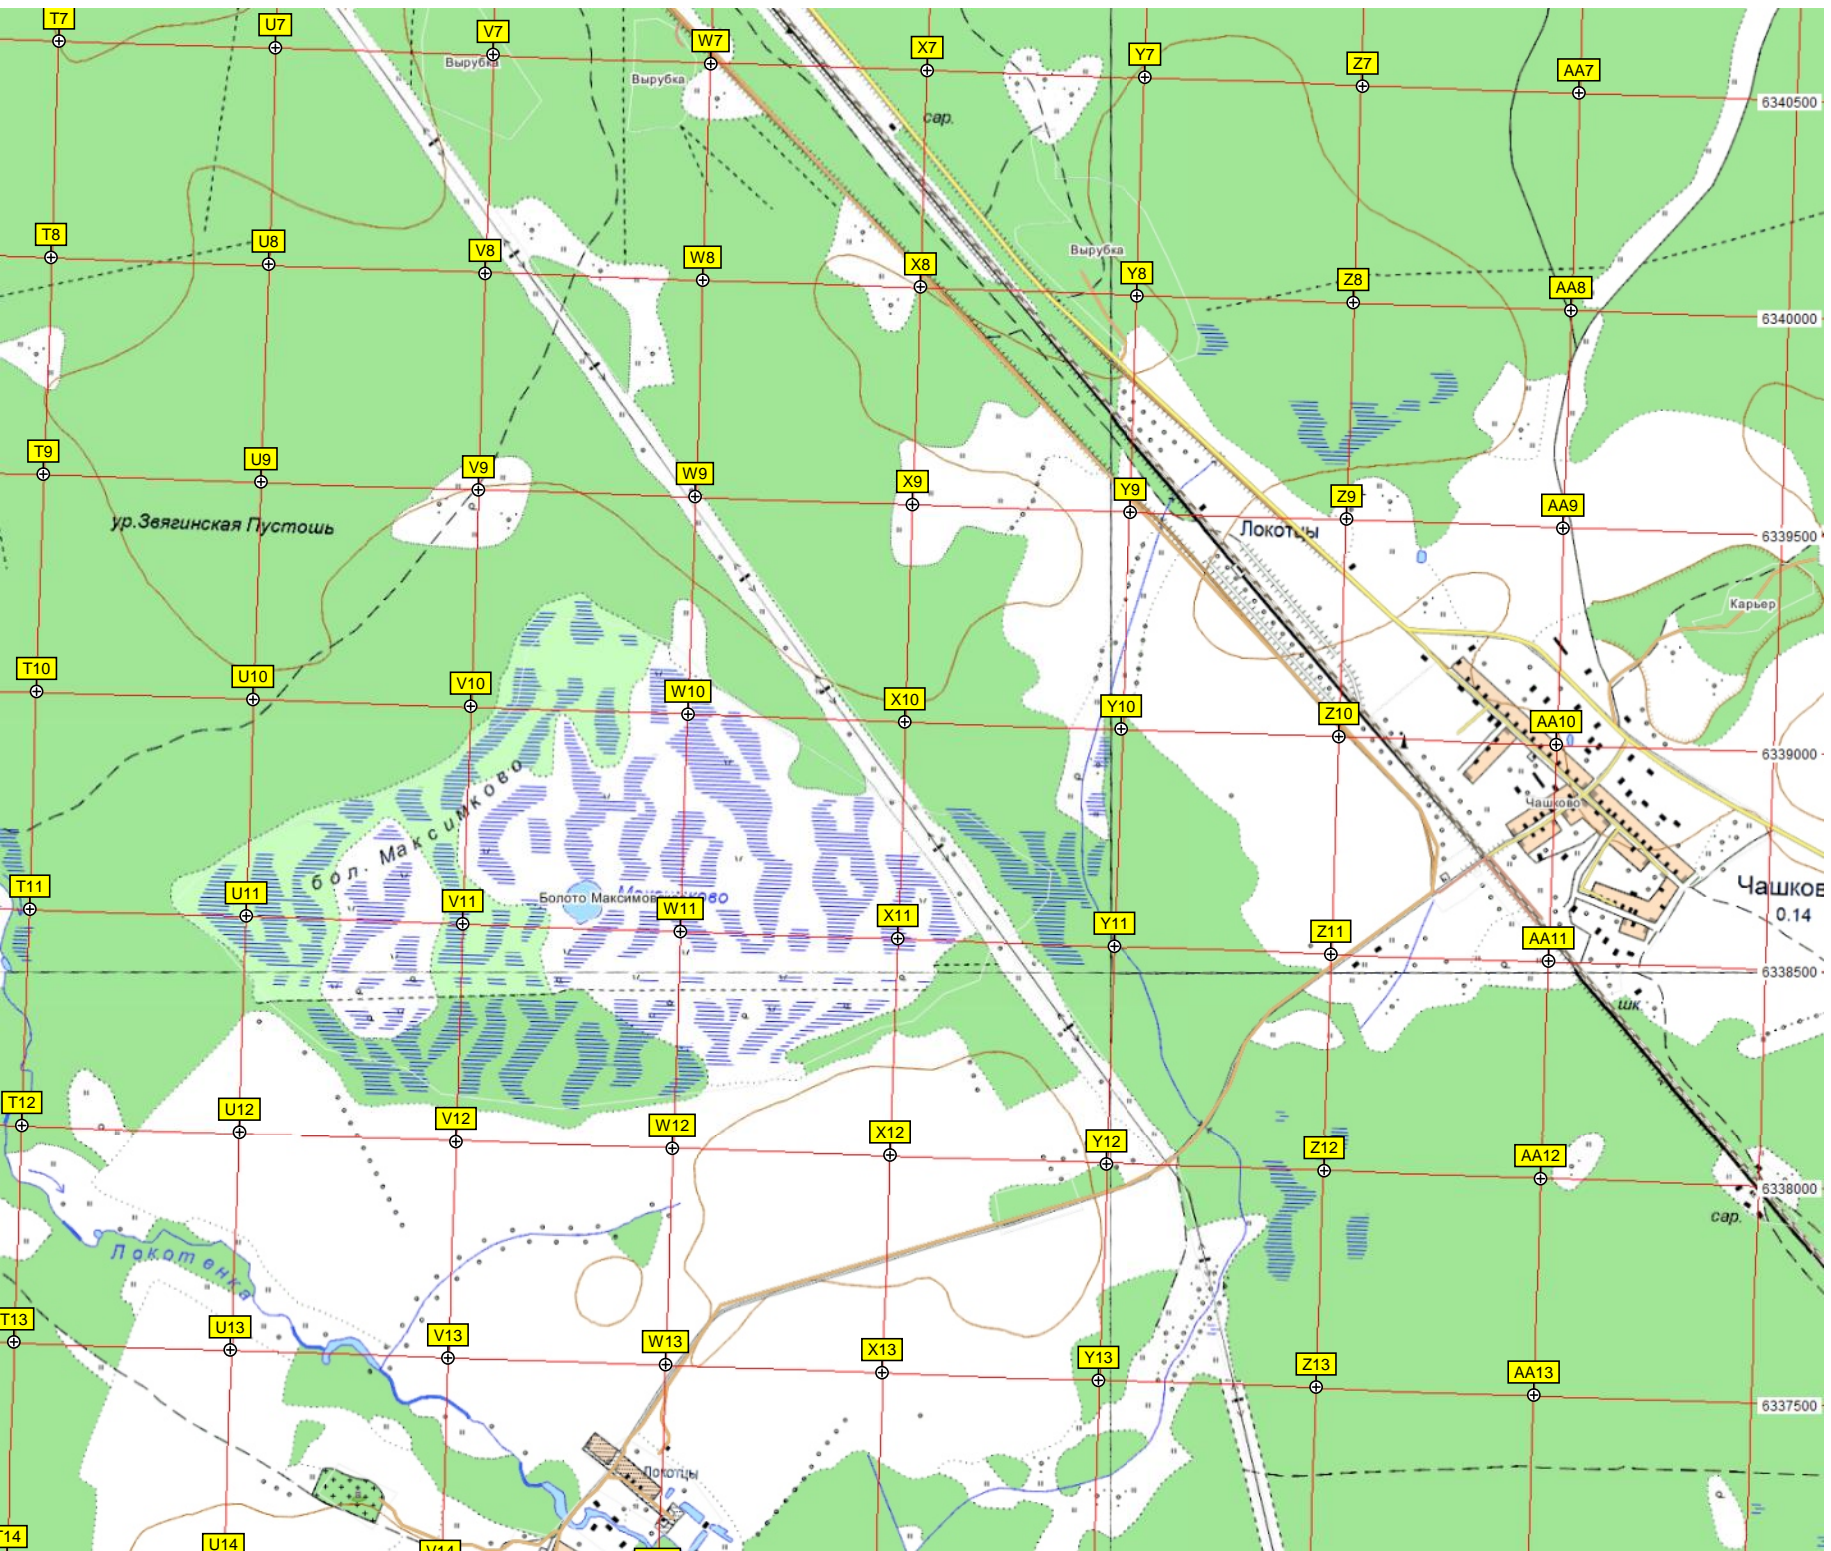 T7 U7 V7 W7 X7 Y7 Z7 AA7
Вырубка
Вырубка
6340500
сар.
T8 U8 V8 W8 X8 Y8 Z8 AA8
Вырубка
6340000
T9 U9 V9 W9 X9 Y9 Z9 AA9
ур.Звягинская Пустошь
Локотцы
6339500
Карьер
T10 U10 V10 W10 X10 Y10 Z10 AA10
6339000
Чашково
бол. Максимково
T11 U11 V11 W11 X11 Y11 Z11 AA11
Чашков
0.14
6338500
шк
T12 U12 V12 W12 X12 Y12 Z12 AA12
6338000
сар.
Локотенка
T13 U13 V13 W13 X13 Y13 Z13 AA13
6337500
Локотцы
T14 U14 V14